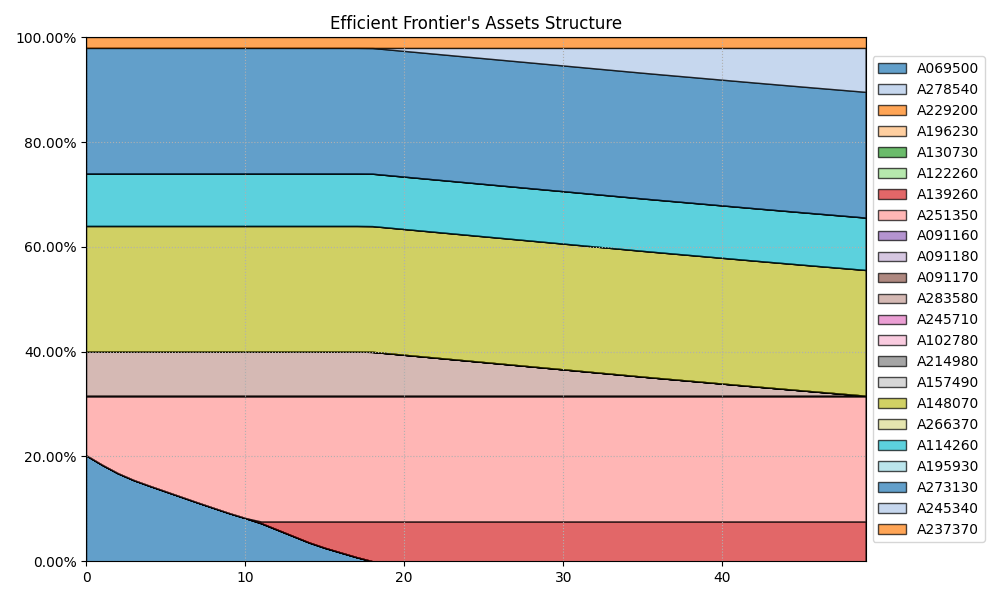 Efficient Frontier's Assets Structure
100.00%
80.00%
60.00%
40.00%
20.00%
0.00%
0
10
20
30
40
A069500
A278540
A229200
A196230
A130730
A122260
A139260
A251350
A091160
A091180
A091170
A283580
A245710
A102780
A214980
A157490
A148070
A266370
A114260
A195930
A273130
A245340
A237370